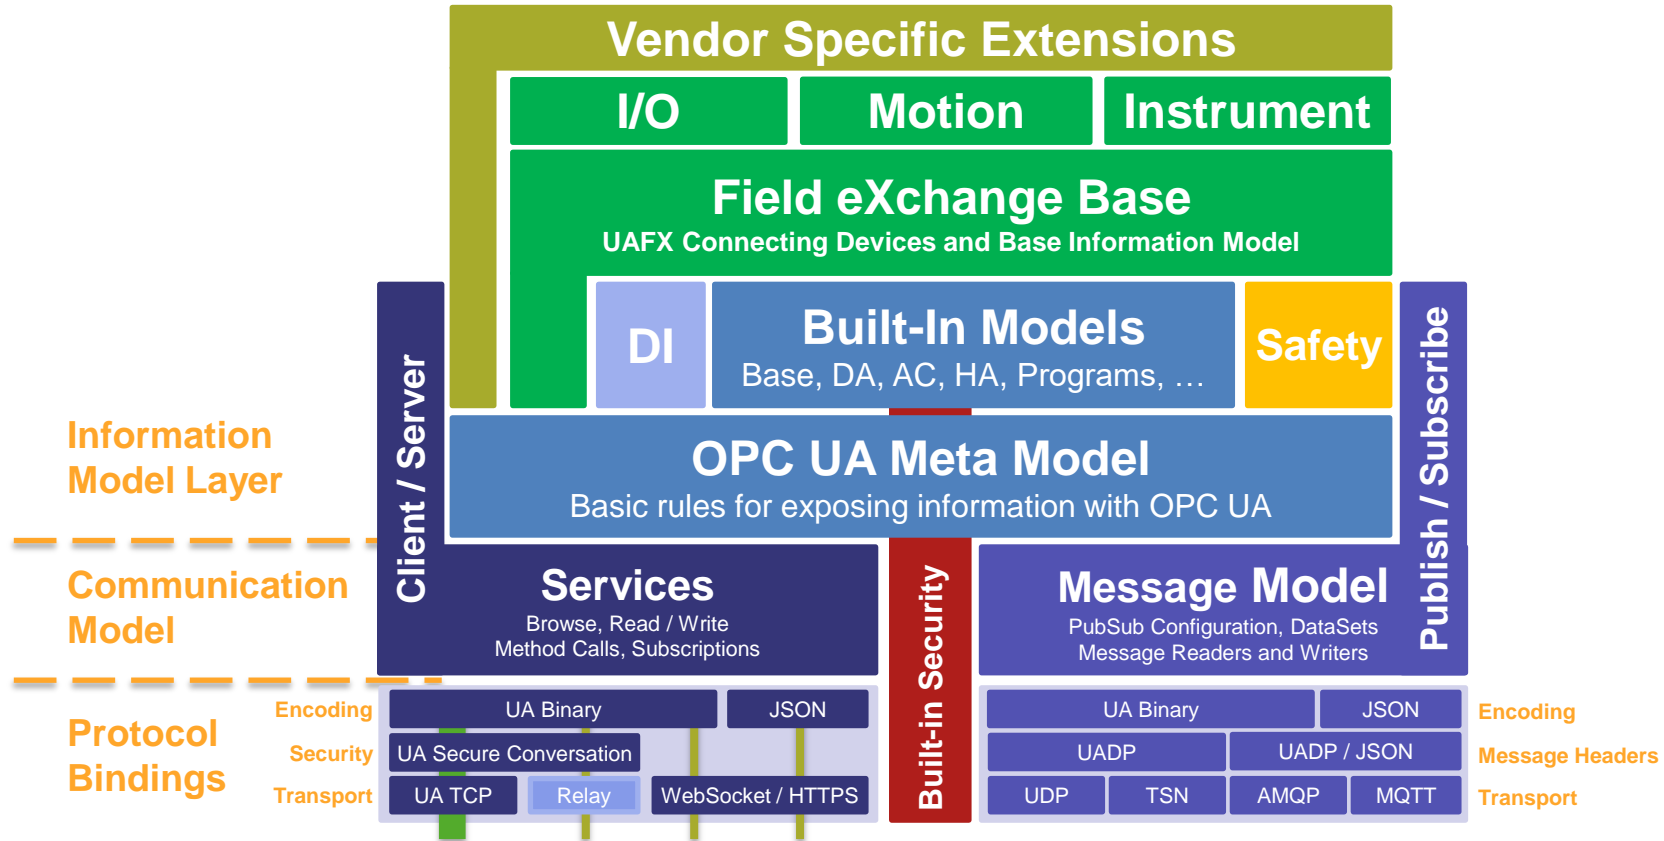 Vendor Specific Extensions
I/O
Motion
Instrument
Field eXchange Base
UAFX Connecting Devices and Base Information Model
DI
Built-In Models
Base, DA, AC, HA, Programs, …
Safety
Client / Server
Publish / Subscribe
Information
Model Layer
OPC UA Meta Model
Basic rules for exposing information with OPC UA
Communication
Model
Services
Browse, Read / Write
Method Calls, Subscriptions
Built-in Security
Message Model
PubSub Configuration, DataSets
Message Readers and Writers
Protocol
Bindings
Encoding
UA Binary
JSON
Security
UA Secure Conversation
Transport
UA TCP
Relay
WebSocket / HTTPS
UA Binary
JSON
Encoding
UADP
UADP / JSON
Message Headers
UDP
TSN
AMQP
MQTT
Transport